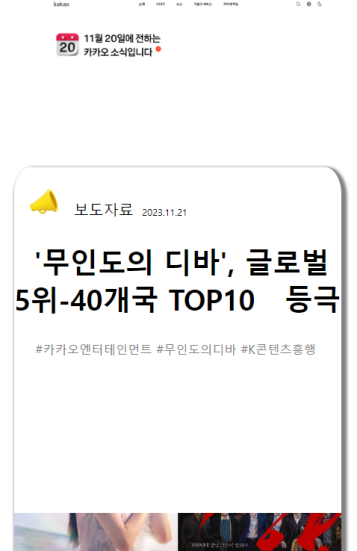 kakao
20
11월 20일에 전하는
카카오 소식입니다
보도자료 2023.11.21
'무인도의 디바', 글로벌
5위-40개국 TOP10 등극
#카카오엔터테인먼트 #무인도의디바 #K콘텐츠흥행